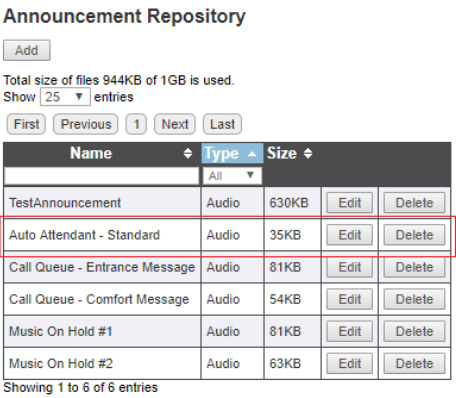 Announcement Repository
Add
Total size of files 944KB of 1GB is used.
Show 25 entries
First Previous 1 Next Last
Name Type Size
All
TestAnnouncement Audio 630KB Edit Delete
Auto Attendant - Standard Audio 35KB Edit Delete
Call Queue - Entrance Message Audio 81KB Edit Delete
Call Queue - Comfort Message Audio 54KB Edit Delete
Music On Hold #1 Audio 81KB Edit Delete
Music On Hold #2 Audio 63KB Edit Delete
Showing 1 to 6 of 6 entries